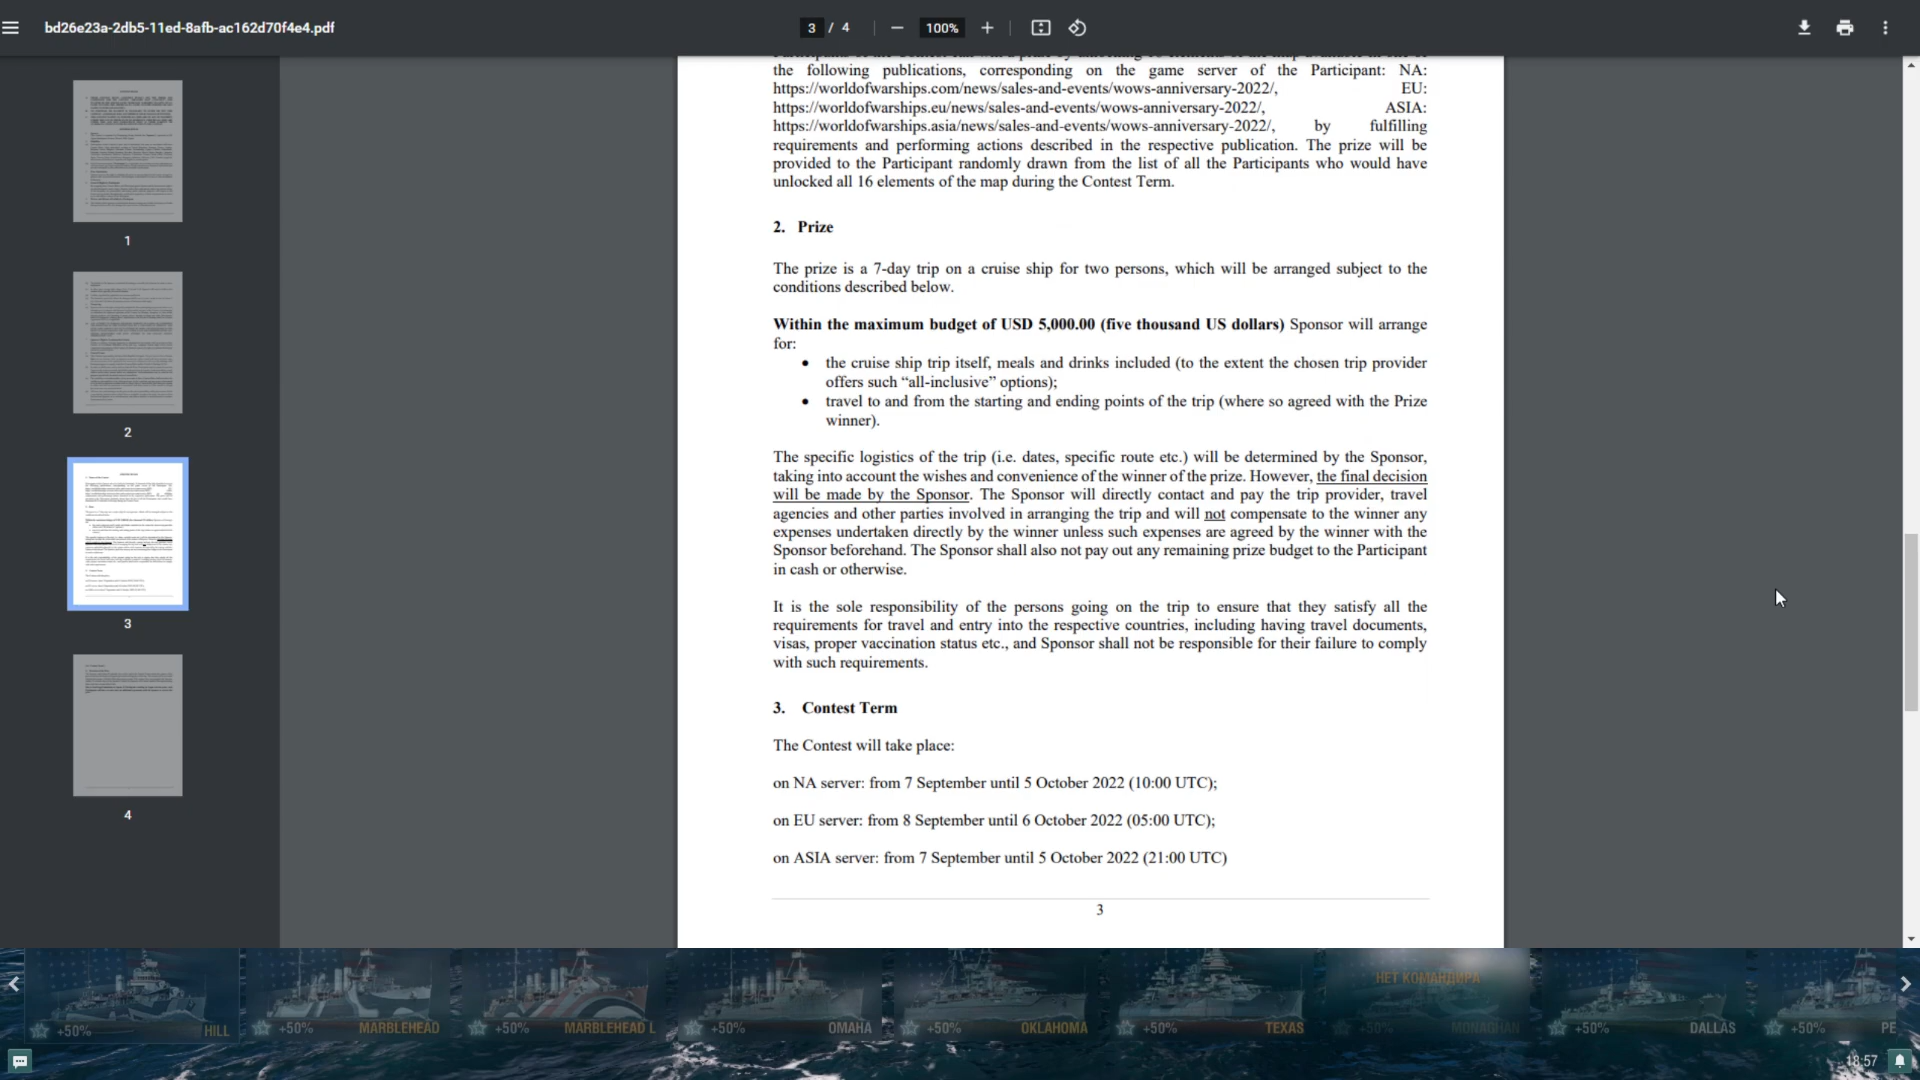 bd26e23a-2db5-11ed-8afb-ac162d70f4e4.pdf
3 / 4
100%
1
2
3
4
the following publications, corresponding on the game server of the Participant: NA:
https://worldofwarships.com/news/sales-and-events/wows-anniversary-2022/, EU:
https://worldofwarships.eu/news/sales-and-events/wows-anniversary-2022/, ASIA:
https://worldofwarships.asia/news/sales-and-events/wows-anniversary-2022/, by fulfilling
requirements and performing actions described in the respective publication. The prize will be
provided to the Participant randomly drawn from the list of all the Participants who would have
unlocked all 16 elements of the map during the Contest Term.
2. Prize
The prize is a 7-day trip on a cruise ship for two persons, which will be arranged subject to the
conditions described below.
Within the maximum budget of USD 5,000.00 (five thousand US dollars) Sponsor will arrange
for:
• the cruise ship trip itself, meals and drinks included (to the extent the chosen trip provider
offers such “all-inclusive” options);
• travel to and from the starting and ending points of the trip (where so agreed with the Prize
winner).
The specific logistics of the trip (i.e. dates, specific route etc.) will be determined by the Sponsor,
taking into account the wishes and convenience of the winner of the prize. However, the final decision
will be made by the Sponsor. The Sponsor will directly contact and pay the trip provider, travel
agencies and other parties involved in arranging the trip and will not compensate to the winner any
expenses undertaken directly by the winner unless such expenses are agreed by the winner with the
Sponsor beforehand. The Sponsor shall also not pay out any remaining prize budget to the Participant
in cash or otherwise.
It is the sole responsibility of the persons going on the trip to ensure that they satisfy all the
requirements for travel and entry into the respective countries, including having travel documents,
visas, proper vaccination status etc., and Sponsor shall not be responsible for their failure to comply
with such requirements.
3. Contest Term
The Contest will take place:
on NA server: from 7 September until 5 October 2022 (10:00 UTC);
on EU server: from 8 September until 6 October 2022 (05:00 UTC);
on ASIA server: from 7 September until 5 October 2022 (21:00 UTC)
3
НЕТ КОМАНДИРА
+50% HILL
+50% MARBLEHEAD
+50% MARBLEHEAD L
+50% OMAHA
+50% OKLAHOMA
+50% TEXAS
+50% MONAGHAN
+50% DALLAS
+50% PE
18:57